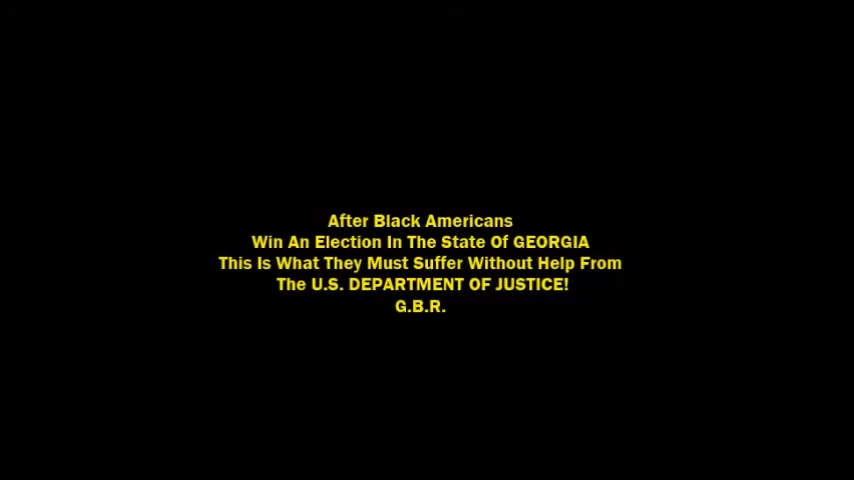 After Black Americans
Win An Election In The State Of GEORGIA
This Is What They Must Suffer Without Help From
The U.S. DEPARTMENT OF JUSTICE!
G.B.R.